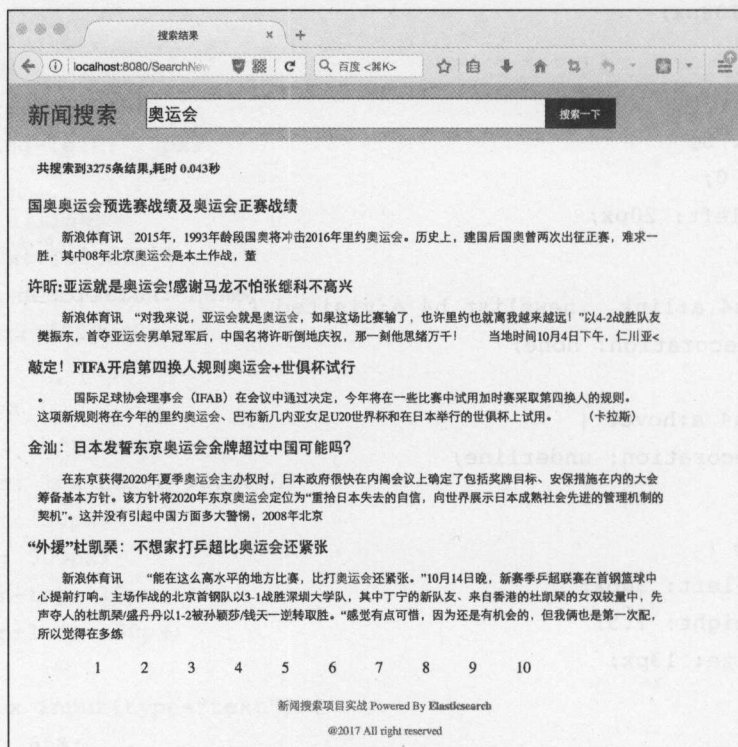 搜索结果 × +
localhost:8080/SearchNew
百度 <⌘K>
新闻搜索
奥运会
搜索一下
共搜索到3275条结果,耗时 0.043秒
国奥奥运会预选赛战绩及奥运会正赛战绩
新浪体育讯 2015年，1993年龄段国奥将冲击2016年里约奥运会。历史上，建国后国奥曾两次出征正赛，难求一
胜，其中08年北京奥运会是本土作战，董
许昕:亚运就是奥运会!感谢马龙不怕张继科不高兴
新浪体育讯 “对我来说，亚运会就是奥运会，如果这场比赛输了，也许里约也就离我越来越远！”以4-2战胜队友
樊振东，首夺亚运会男单冠军后，中国名将许昕倒地庆祝，那一刻他思绪万千！ 当地时间10月4日下午，仁川亚<
敲定！FIFA开启第四换人规则奥运会+世俱杯试行
。 国际足球协会理事会（IFAB）在会议中通过决定，今年将在一些比赛中试用加时赛采取第四换人的规则。
这项新规则将在今年的里约奥运会、巴布新几内亚女足U20世界杯和在日本举行的世俱杯上试用。 （卡拉斯）
金汕：日本发誓东京奥运会金牌超过中国可能吗?
在东京获得2020年夏季奥运会主办权时，日本政府很快在内阁会议上确定了包括奖牌目标、安保措施在内的大会
筹备基本方针。该方针将2020年东京奥运会定位为“重拾日本失去的自信，向世界展示日本成熟社会先进的管理机制的
契机”。这并没有引起中国方面多大警惕，2008年北京
“外援”杜凯琹：不想家打乒超比奥运会还紧张
新浪体育讯 “能在这么高水平的地方比赛，比打奥运会还紧张。”10月14日晚，新赛季乒超联赛在首钢篮球中
心提前打响。主场作战的北京首钢队以3-1战胜深圳大学队，其中丁宁的新队友、来自香港的杜凯琹的女双较量中，先
声夺人的杜凯琹/盛丹丹以1-2被孙颖莎/钱天一逆转取胜。“感觉有点可惜，因为还是有机会的，但我俩也是第一次配，
所以觉得在多练
1 2 3 4 5 6 7 8 9 10
新闻搜索项目实战 Powered By Elasticsearch
@2017 All right reserved